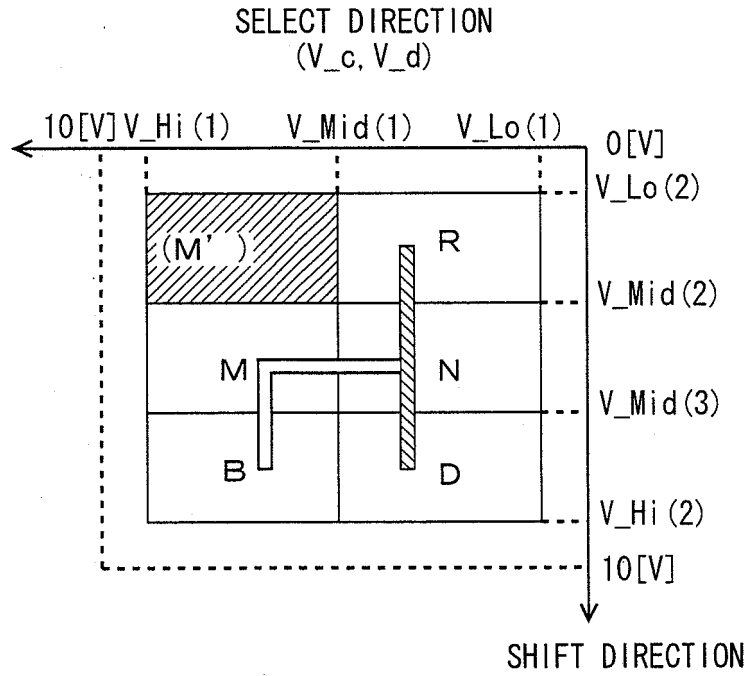 SELECT DIRECTION
(V_c, V_d)
10[V] V_Hi(1) V_Mid(1) V_Lo(1) 0[V]
V_Lo(2)
(M')
R
V_Mid(2)
M
N
V_Mid(3)
B
D
V_Hi(2)
10[V]
SHIFT DIRECTION